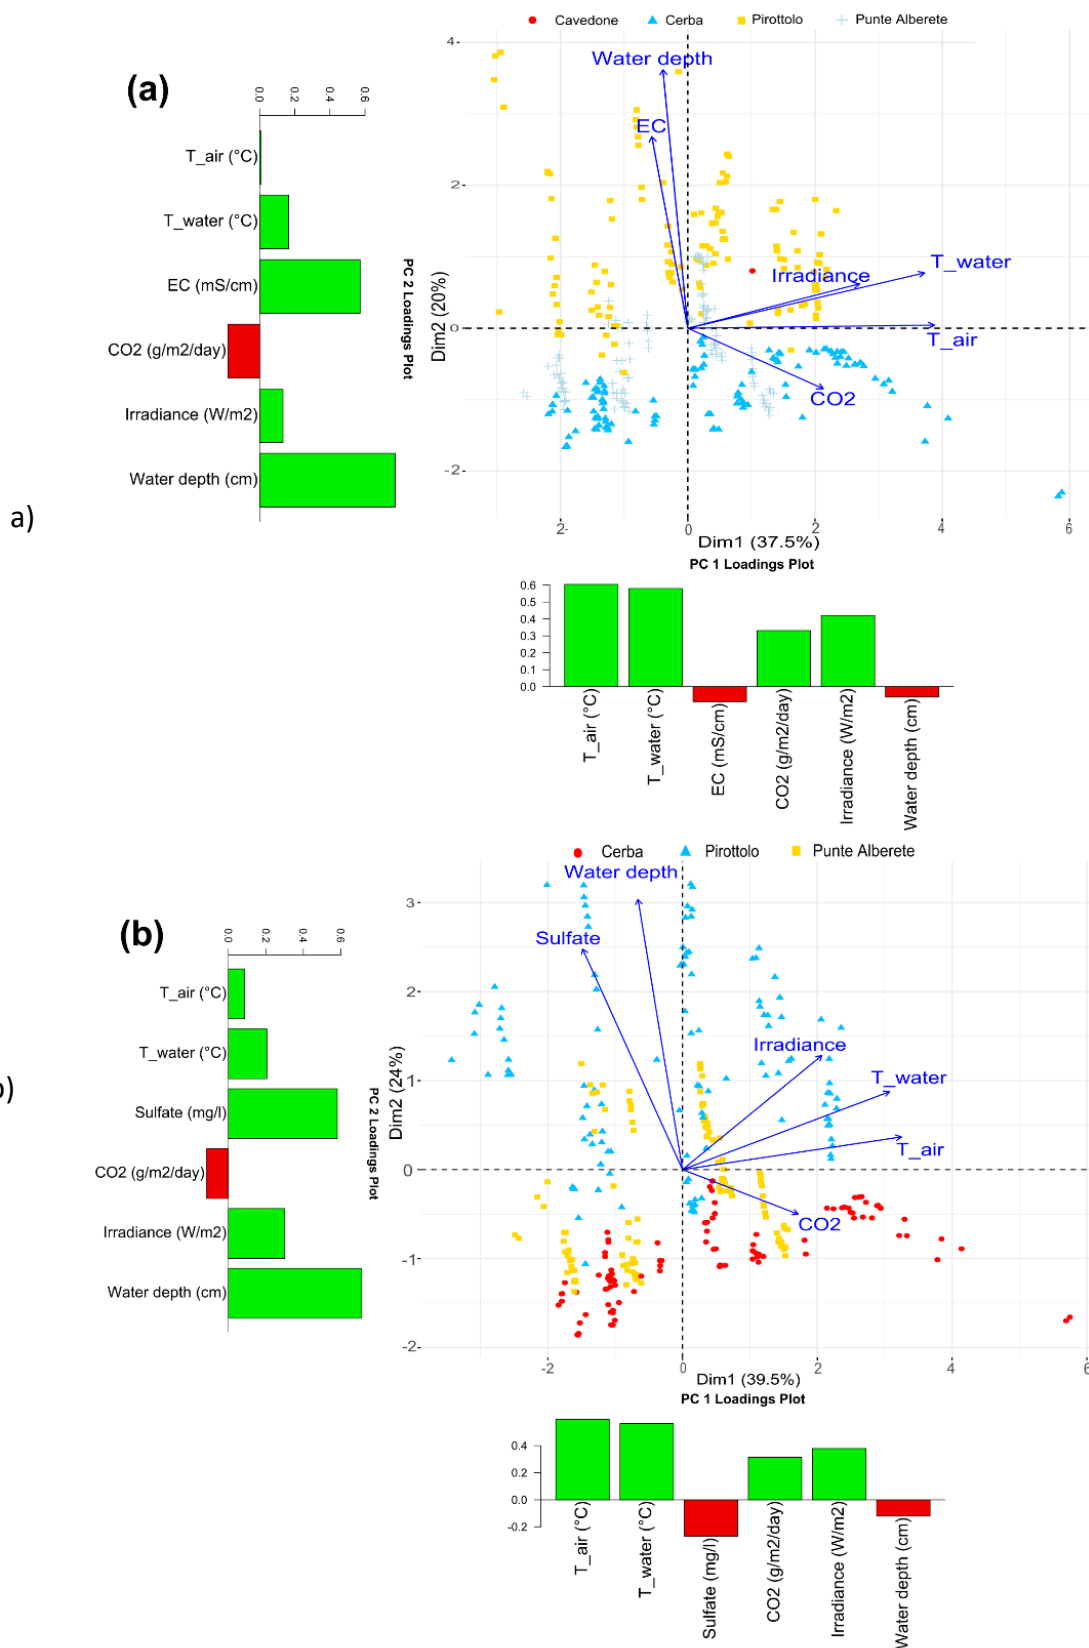 Cavedone Cerba Pirottolo Punte Alberete
(a)
0.0 0.2 0.4 0.6
T_air (°C)
T_water (°C)
EC (mS/cm)
CO2 (g/m2/day)
Irradiance (W/m2)
Water depth (cm)
PC 2 Loadings Plot
Dim2 (20%)
4-
2-
0-
-2-
Water depth
EC
Irradiance
T_water
T_air
CO2
a)
2- 0 2 4 6
Dim1 (37.5%)
PC 1 Loadings Plot
0.6
0.5
0.4
0.3
0.2
0.1
0.0
T_air (°C)
T_water (°C)
EC (mS/cm)
CO2 (g/m2/day)
Irradiance (W/m2)
Water depth (cm)
Cerba Pirottolo Punte Alberete
(b)
0.0 0.2 0.4 0.6
T_air (°C)
T_water (°C)
Sulfate (mg/l)
CO2 (g/m2/day)
Irradiance (W/m2)
Water depth (cm)
PC 2 Loadings Plot
Dim2 (24%)
3-
2-
1-
0
-1-
-2-
Water depth
Sulfate
Irradiance
T_water
T_air
CO2
-2 0 2 4 6
Dim1 (39.5%)
PC 1 Loadings Plot
0.4
0.2
0.0
-0.2
T_air (°C)
T_water (°C)
Sulfate (mg/l)
CO2 (g/m2/day)
Irradiance (W/m2)
Water depth (cm)